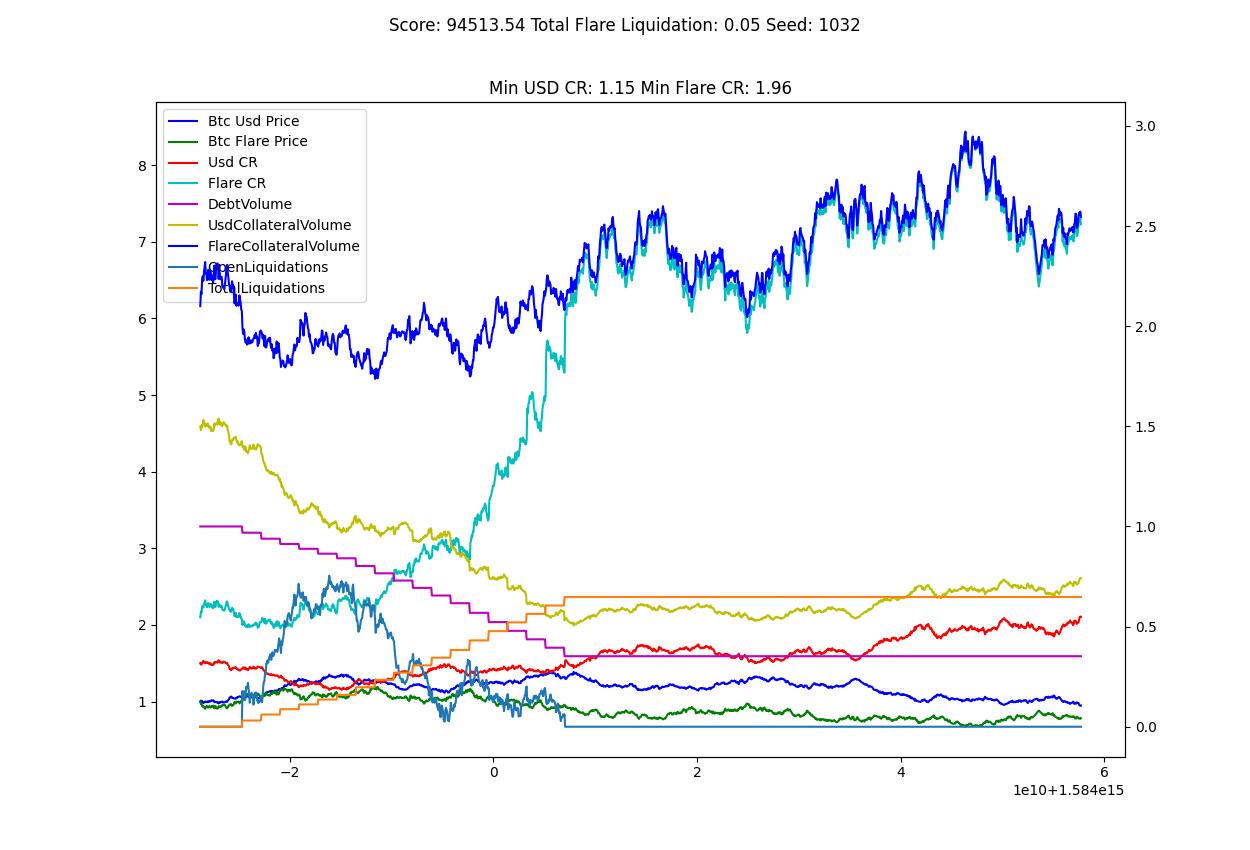 Score: 94513.54 Total Flare Liquidation: 0.05 Seed: 1032
Min USD CR: 1.15 Min Flare CR: 1.96
Btc Usd Price
Btc Flare Price
Usd CR
Flare CR
DebtVolume
UsdCollateralVolume
FlareCollateralVolume
OpenLiquidations
TotalLiquidations
8
7
6
5
4
3
2
1
3.0
2.5
2.0
1.5
1.0
0.5
0.0
−2
0
2
4
6
1e10+1.584e15